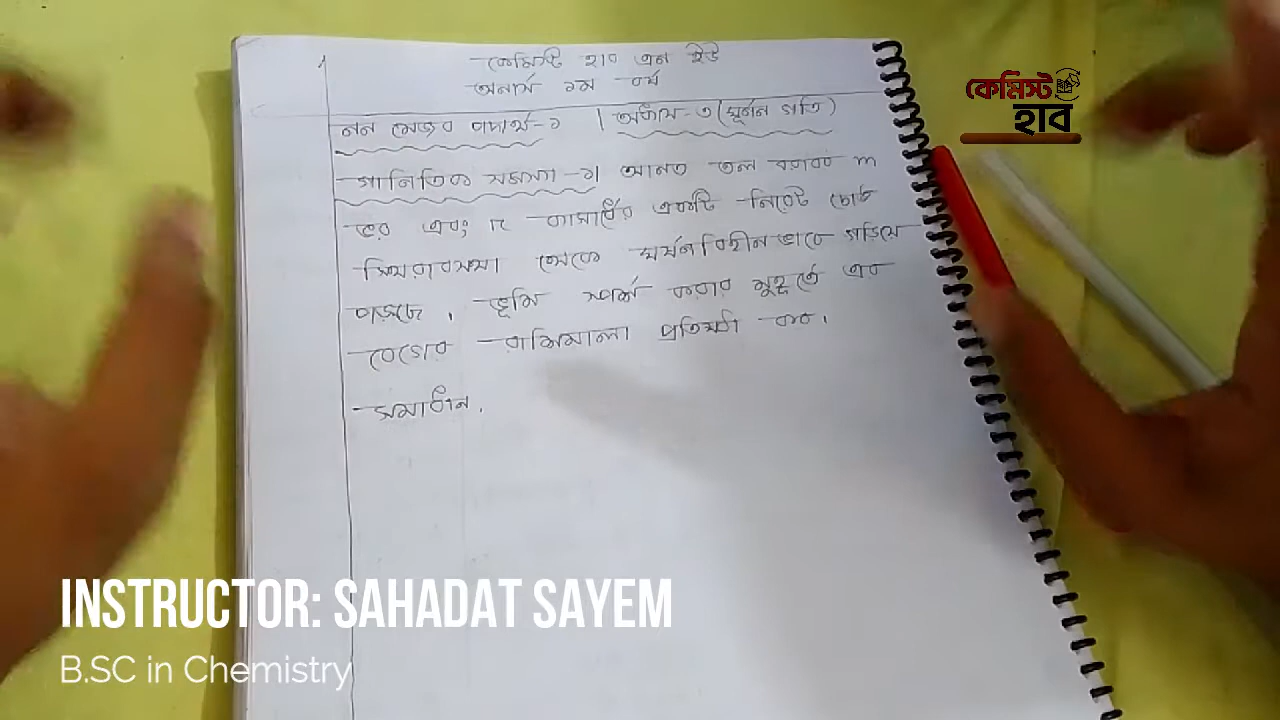 কেমিস্ট হাব এন ইউ
অনার্স ১ম বর্ষ
নন মেজর পদার্থ-১ | অধ্যায়-৩ (ঘূর্ণন গতি)
গানিতিক সমস্যা-১| আনত তল বরাবর m
ভর এবং r ব্যাসার্ধের একটি নিরেট
স্থিরাবস্থা থেকে ঘর্ষনবিহীনভাবে গড়িয়ে
পড়ছে। ভূমি স্পর্শ করার মুহূর্তে এর
বেগের রাশিমালা প্রতিষ্ঠা কর।
সমাধান.
কেমিস্ট
হাব
INSTRUCTOR: SAHADAT SAYEM
B.SC in Chemistry